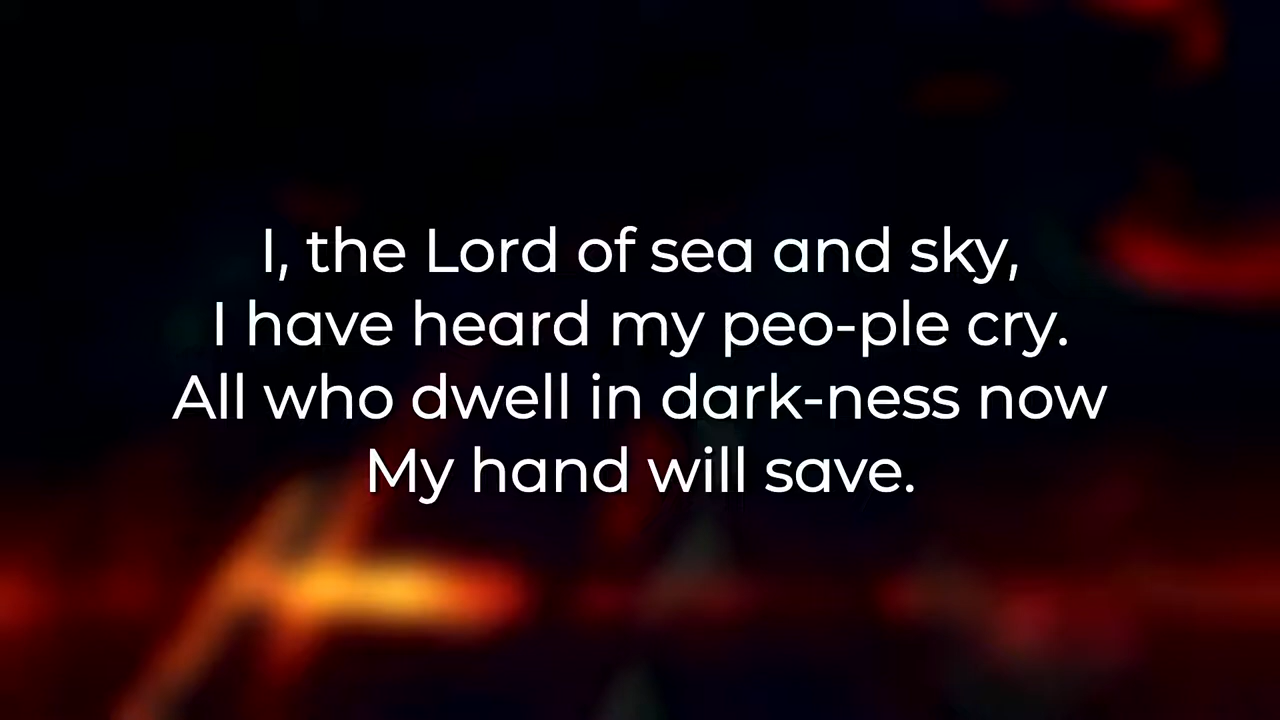 I, the Lord of sea and sky,
I have heard my peo-ple cry.
All who dwell in dark-ness now
My hand will save.